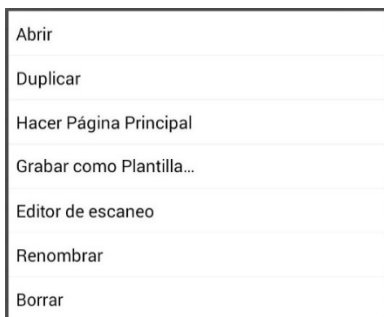 Abrir
Duplicar
Hacer Página Principal
Grabar como Plantilla...
Editor de escaneo
Renombrar
Borrar